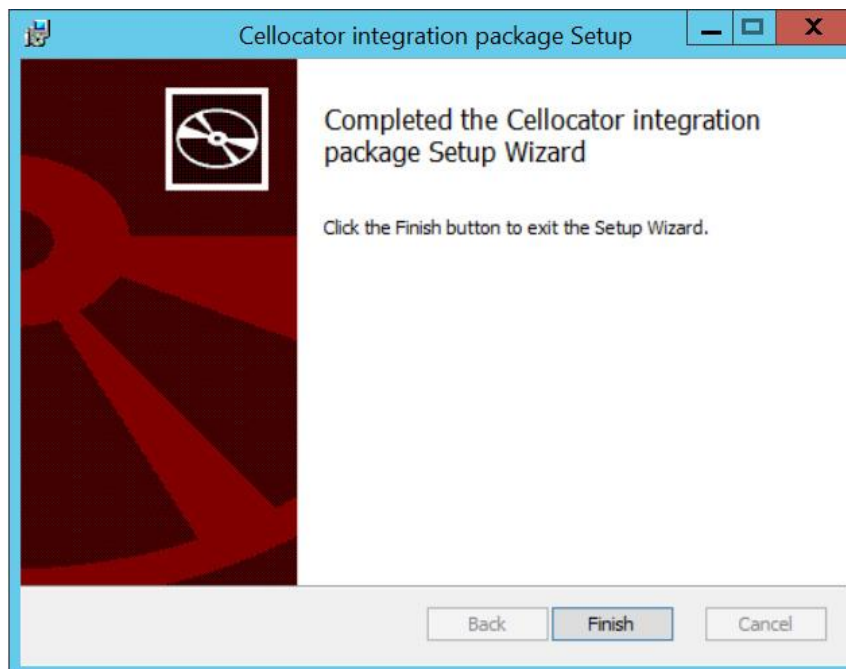 Cellocator integration package Setup
Completed the Cellocator integration
package Setup Wizard
Click the Finish button to exit the Setup Wizard.
Back
Finish
Cancel